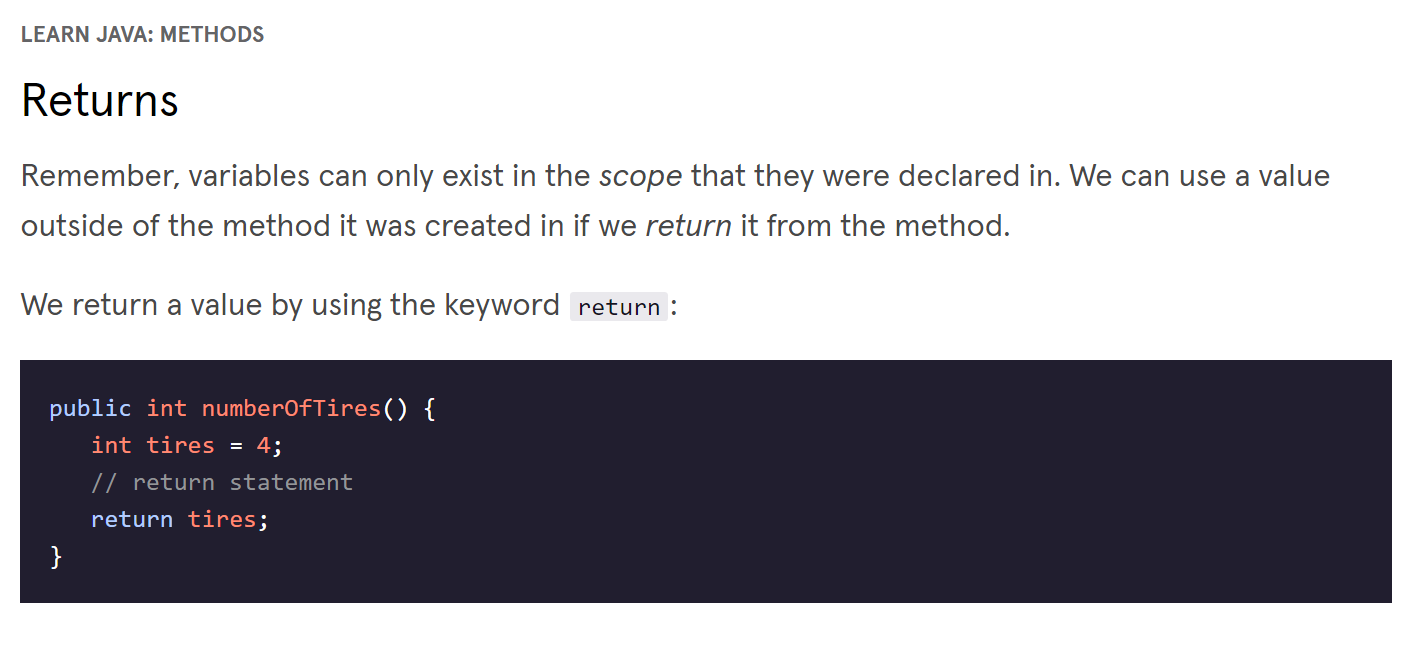 LEARN JAVA: METHODS
Returns
Remember, variables can only exist in the scope that they were declared in. We can use a value
outside of the method it was created in if we return it from the method.
We return a value by using the keyword return:
public int numberOfTires() {
   int tires = 4;
   // return statement
   return tires;
}